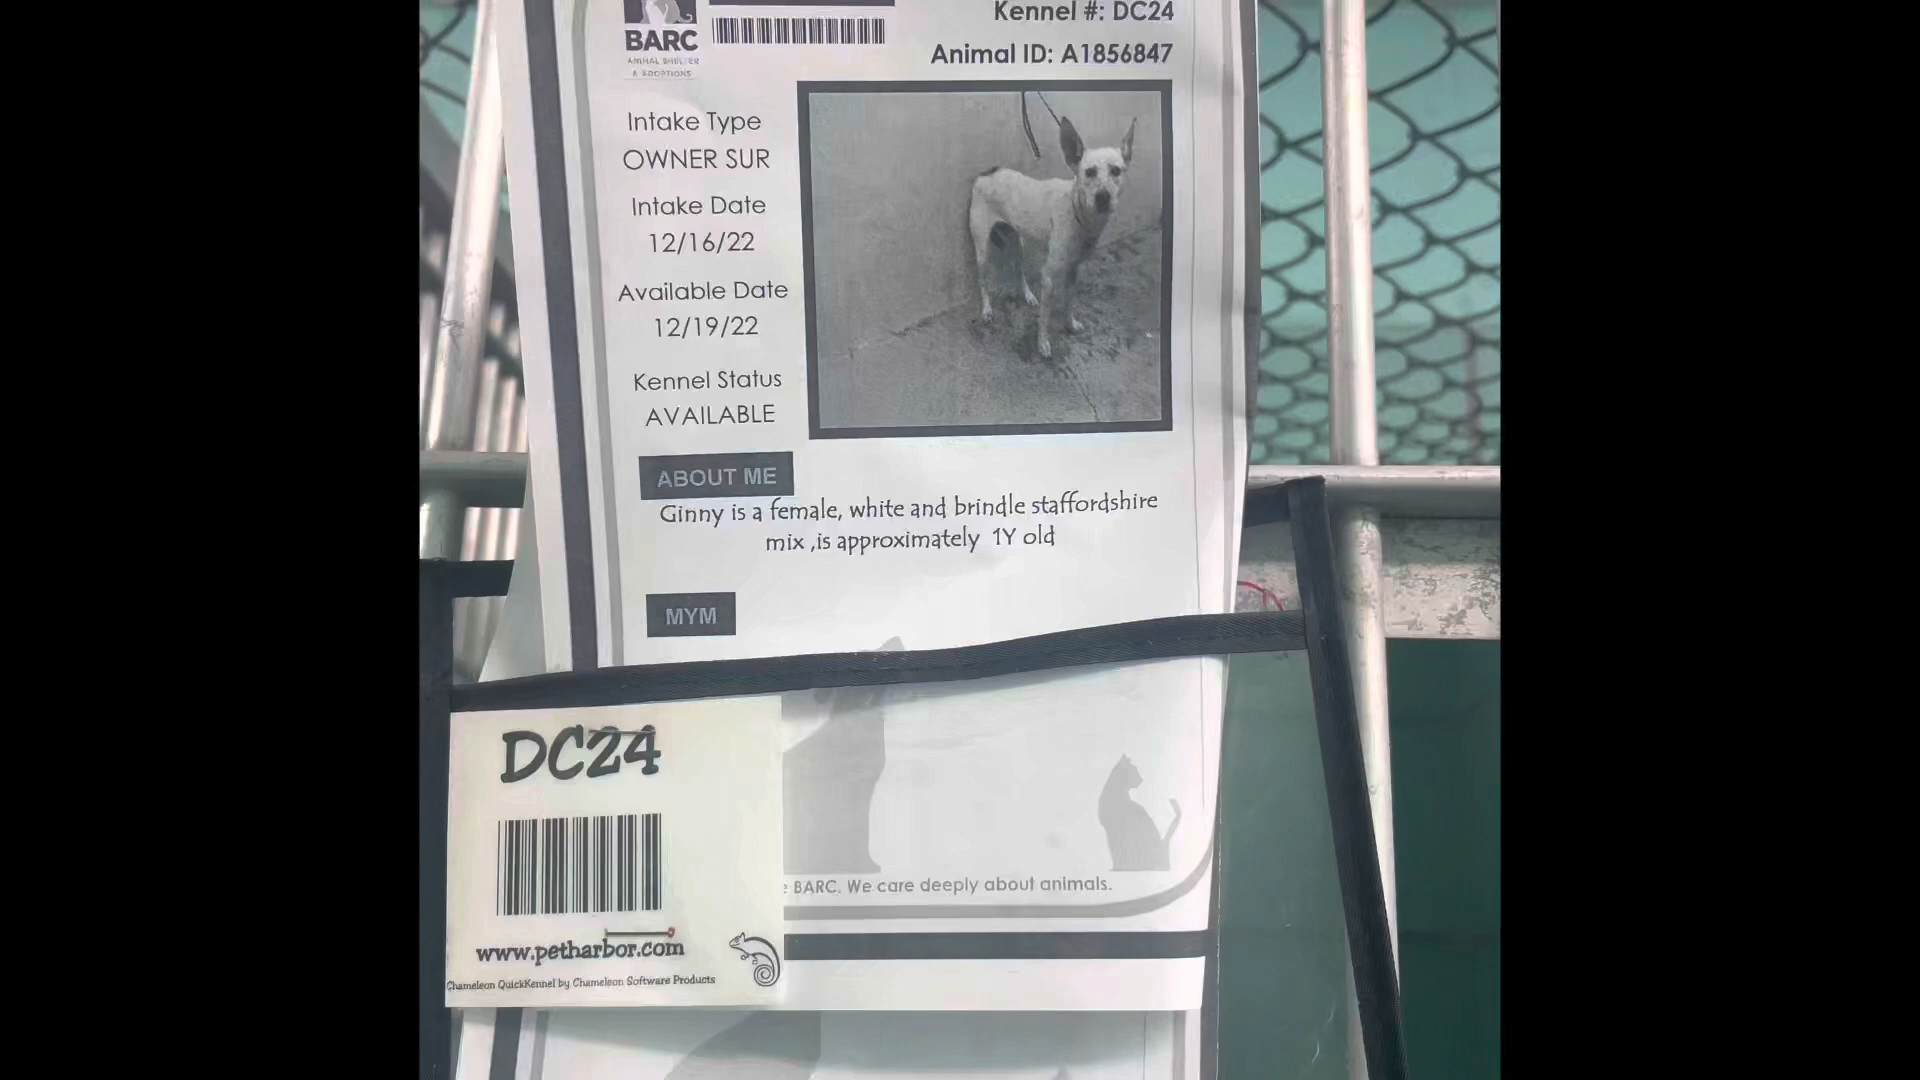 Kennel #: DC24
BARC
ANIMAL SHELTER
& ADOPTIONS
Animal ID: A1856847
Intake Type
OWNER SUR
Intake Date
12/16/22
Available Date
12/19/22
Kennel Status
AVAILABLE
ABOUT ME
Ginny is a female, white and brindle staffordshire
mix ,is approximately 1Y old
MYM
DC24
BARC. We care deeply about animals.
www.petharbor.com
Chameleon QuickKennel by Chameleon Software Products